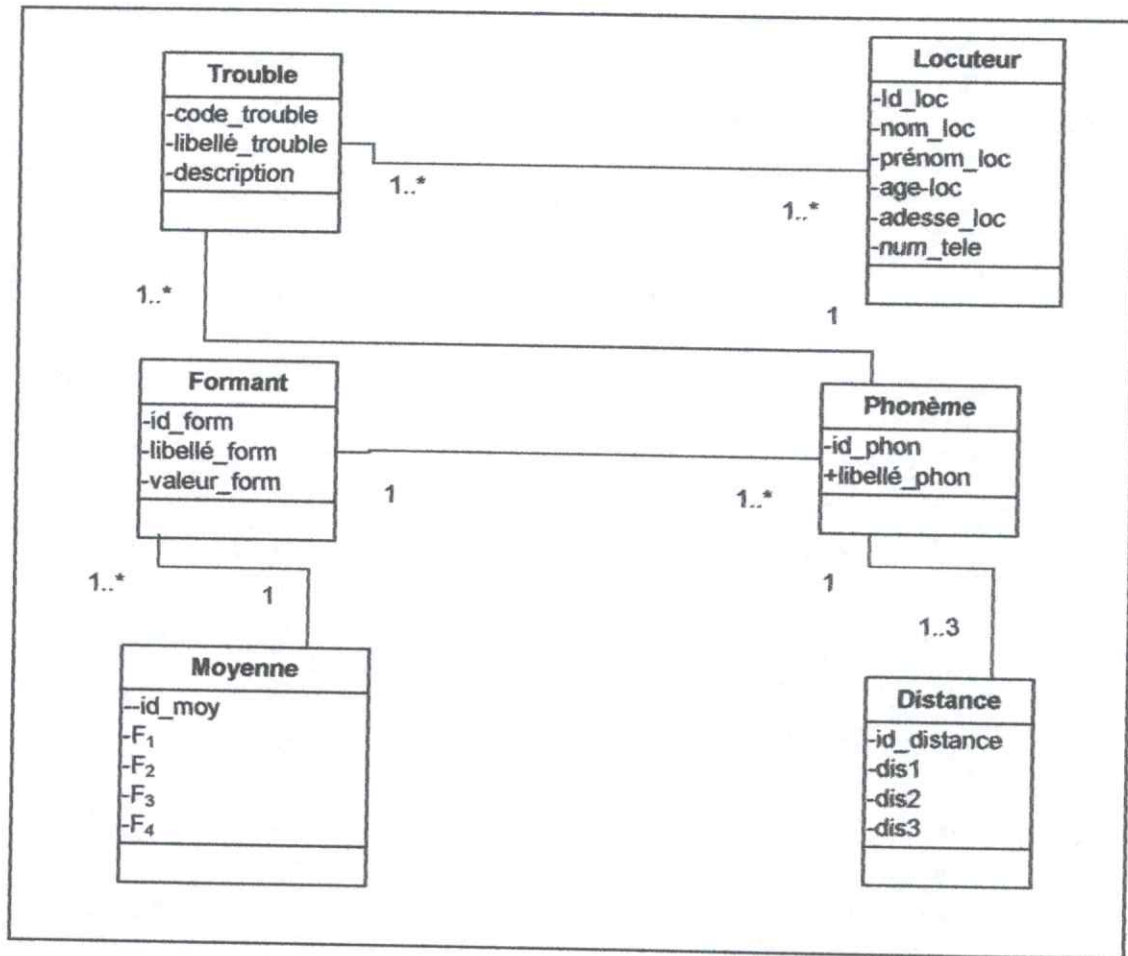 Trouble
-code_trouble
-libellé_trouble
-description
Locuteur
-Id_loc
-nom_loc
-prénom_loc
-age-loc
-adesse_loc
-num_tele
1..*
1..*
1..*
1
Formant
-id_form
-libellé_form
-valeur_form
Phonème
-id_phon
+libellé_phon
1
1..*
1..*
1
1
1..3
Moyenne
--id_moy
-F₁
-F₂
-F₃
-F₄
Distance
-id_distance
-dis1
-dis2
-dis3